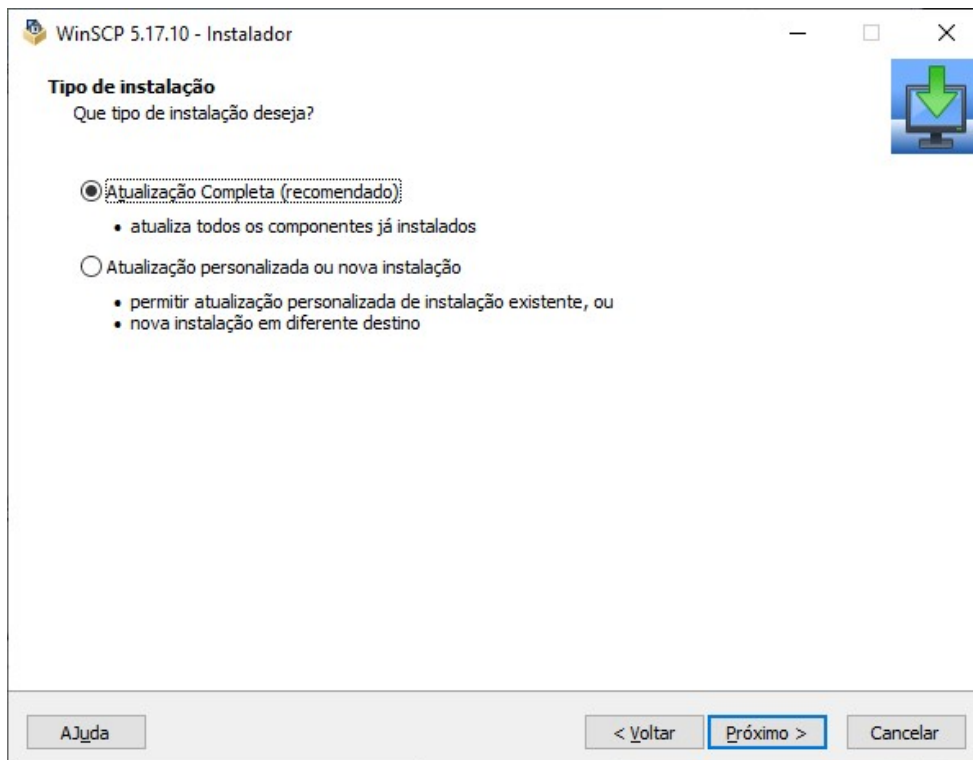 WinSCP 5.17.10 - Instalador
Tipo de instalação
Que tipo de instalação deseja?
Atualização Completa (recomendado)
• atualiza todos os componentes já instalados
Atualização personalizada ou nova instalação
• permitir atualização personalizada de instalação existente, ou
• nova instalação em diferente destino
AJuda
< Voltar
Próximo >
Cancelar